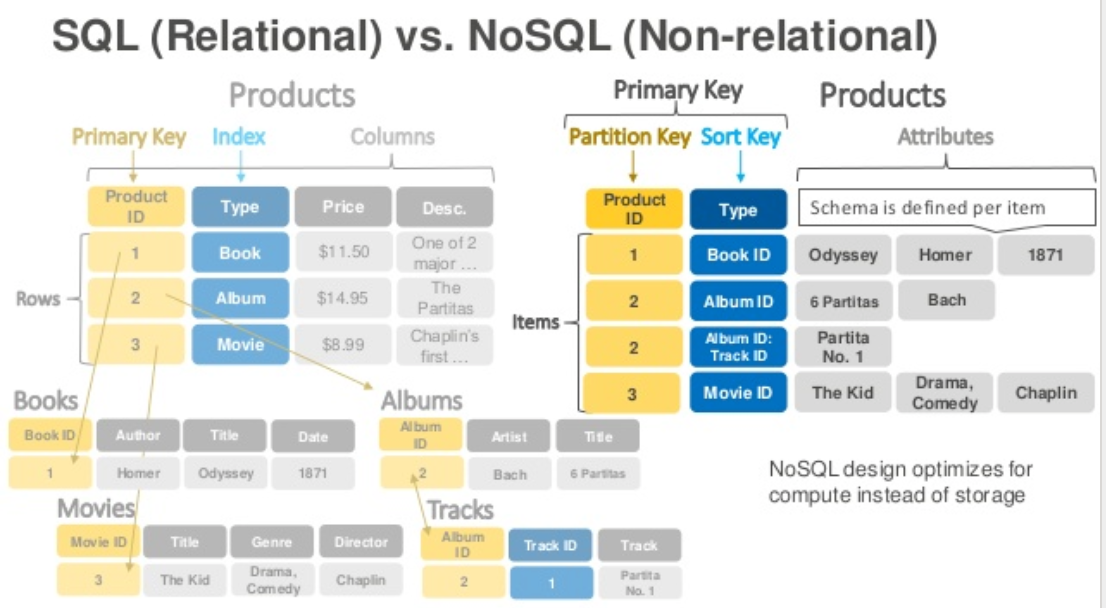 SQL (Relational) vs. NoSQL (Non-relational)
Products
Primary Key
Index
Columns
Product
ID
Type
Price
Desc.
Rows
1
Book
$11.50
One of 2
major ...
2
Album
$14.95
The
Partitas
3
Movie
$8.99
Chaplin's
first ...
Books
Book ID
Author
Title
Date
1
Homer
Odyssey
1871
Albums
Album
ID
Artist
Title
2
Bach
6 Partitas
Movies
Movie ID
Title
Genre
Director
3
The Kid
Drama,
Comedy
Chaplin
Tracks
Album
ID
Track ID
Track
2
1
Partita
No. 1
Primary Key
Products
Partition Key
Sort Key
Attributes
Product
ID
Type
Schema is defined per item
Items
1
Book ID
Odyssey
Homer
1871
2
Album ID
6 Partitas
Bach
2
Album ID:
Track ID
Partita
No. 1
3
Movie ID
The Kid
Drama,
Comedy
Chaplin
NoSQL design optimizes for
compute instead of storage